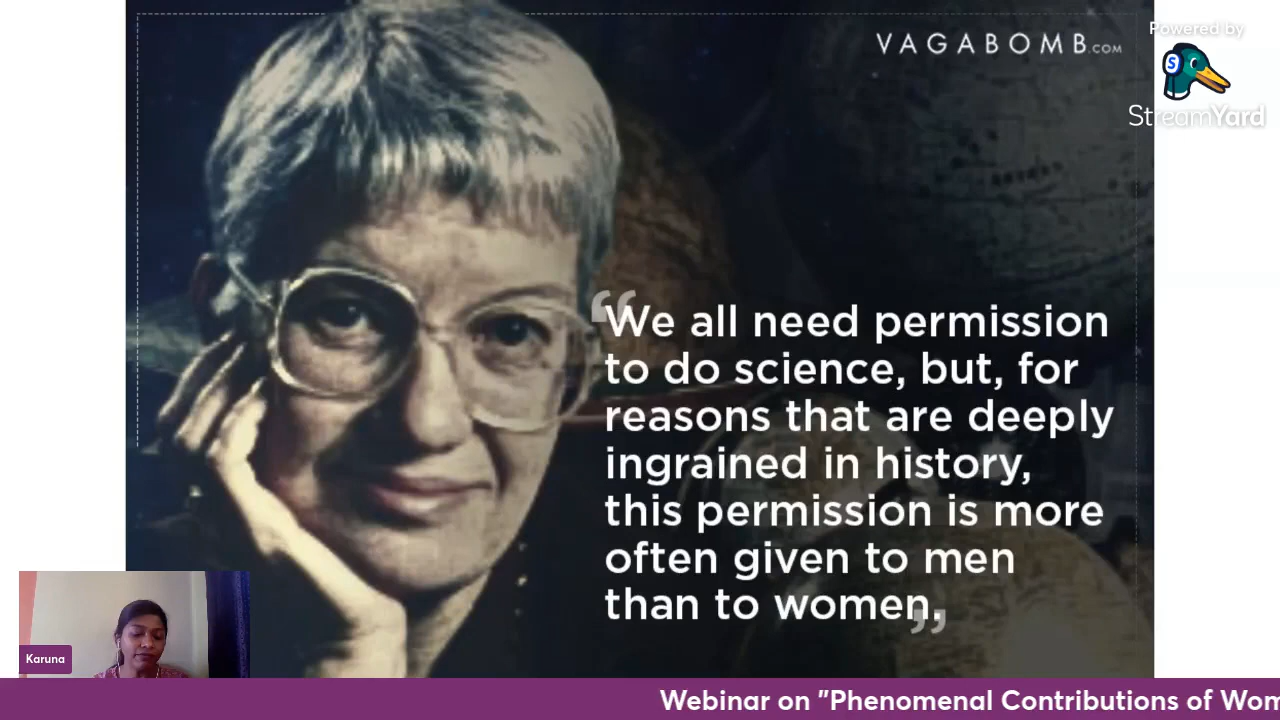 VAGABOMB.COM
Powered by
S
StreamYard
“We all need permission
to do science, but, for
reasons that are deeply
ingrained in history,
this permission is more
often given to men
than to women.”
Karuna
Webinar on "Phenomenal Contributions of Wom